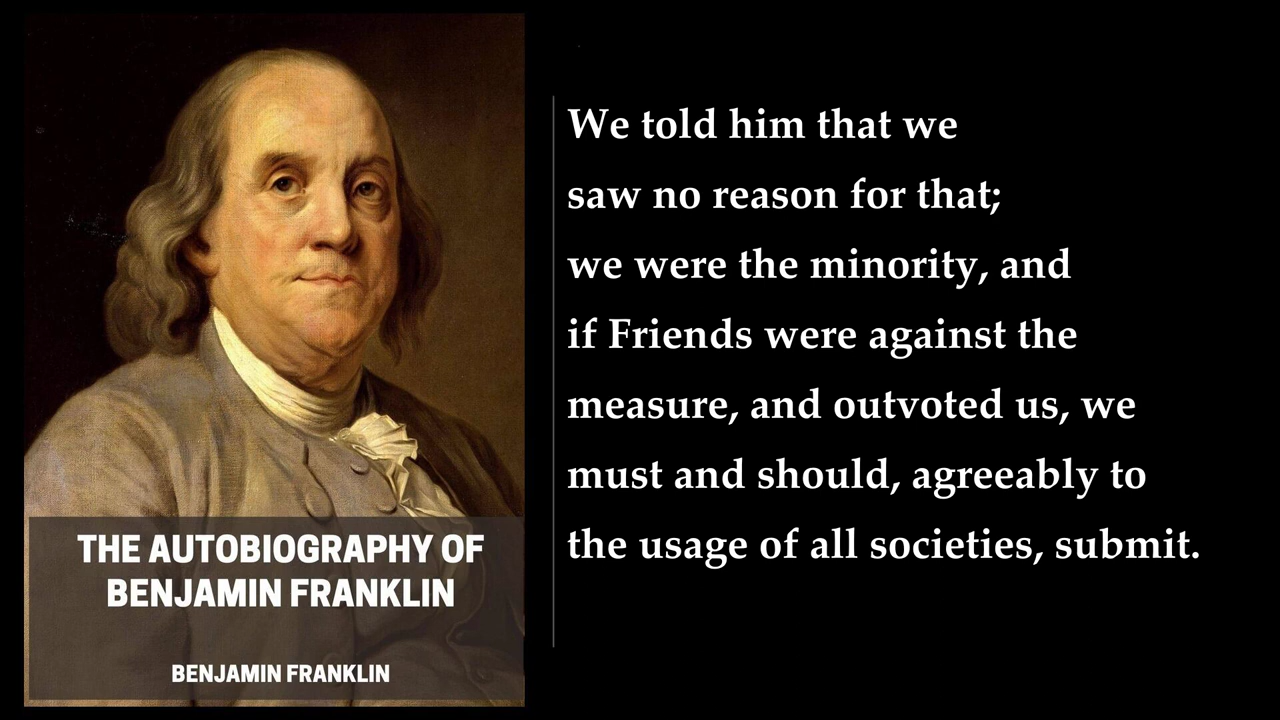 THE AUTOBIOGRAPHY OF
BENJAMIN FRANKLIN
BENJAMIN FRANKLIN
We told him that we
saw no reason for that;
we were the minority, and
if Friends were against the
measure, and outvoted us, we
must and should, agreeably to
the usage of all societies, submit.